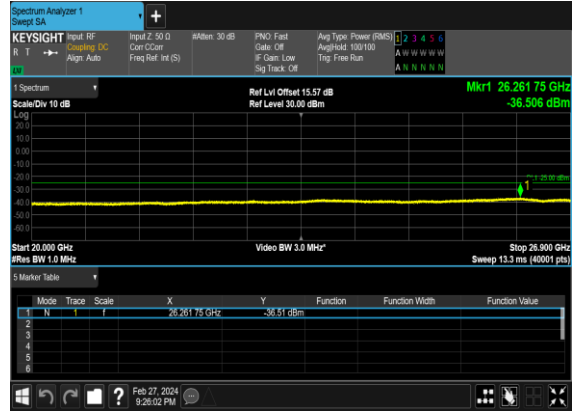 Spectrum Analyzer 1
Swept SA
KEYSIGHT Input: RF Input Z: 50 Ω #Atten: 30 dB PNO: Fast Avg Type: Power (RMS) 1 2 3 4 5 6
R T Coupling: DC Corr CCorr Gate: Off Avg|Hold: 100/100 A W W W W W
Align: Auto Freq Ref: Int (S) IF Gain: Low Trig: Free Run
LW Sig Track: Off A N N N N N
1 Spectrum Ref Lvl Offset 15.57 dB Mkr1 26.261 75 GHz
Scale/Div 10 dB Ref Level 30.00 dBm -36.506 dBm
Log
20.0
10.0
0.00
-10.0
-20.0
-25.00 dBm
1
-30.0
-40.0
-50.0
-60.0
Start 20.000 GHz Video BW 3.0 MHz* Stop 26.900 GHz
#Res BW 1.0 MHz Sweep 13.3 ms (40001 pts)
5 Marker Table
Mode Trace Scale X Y Function Function Width Function Value
1 N 1 f 26.261 75 GHz -36.51 dBm
2
3
4
5
6
? Feb 27, 2024
9:26:02 PM